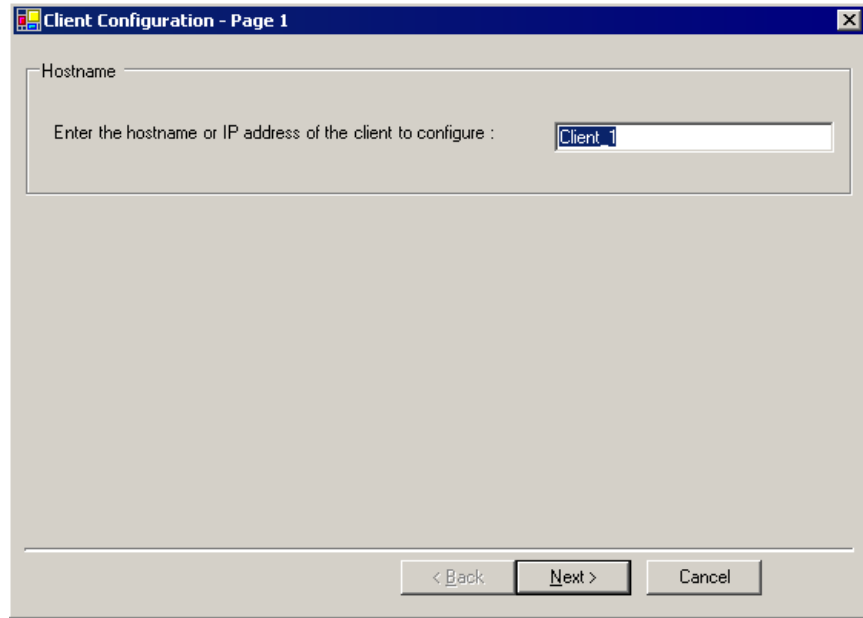 Client Configuration - Page 1
Hostname
Enter the hostname or IP address of the client to configure : Client_1
< Back Next > Cancel